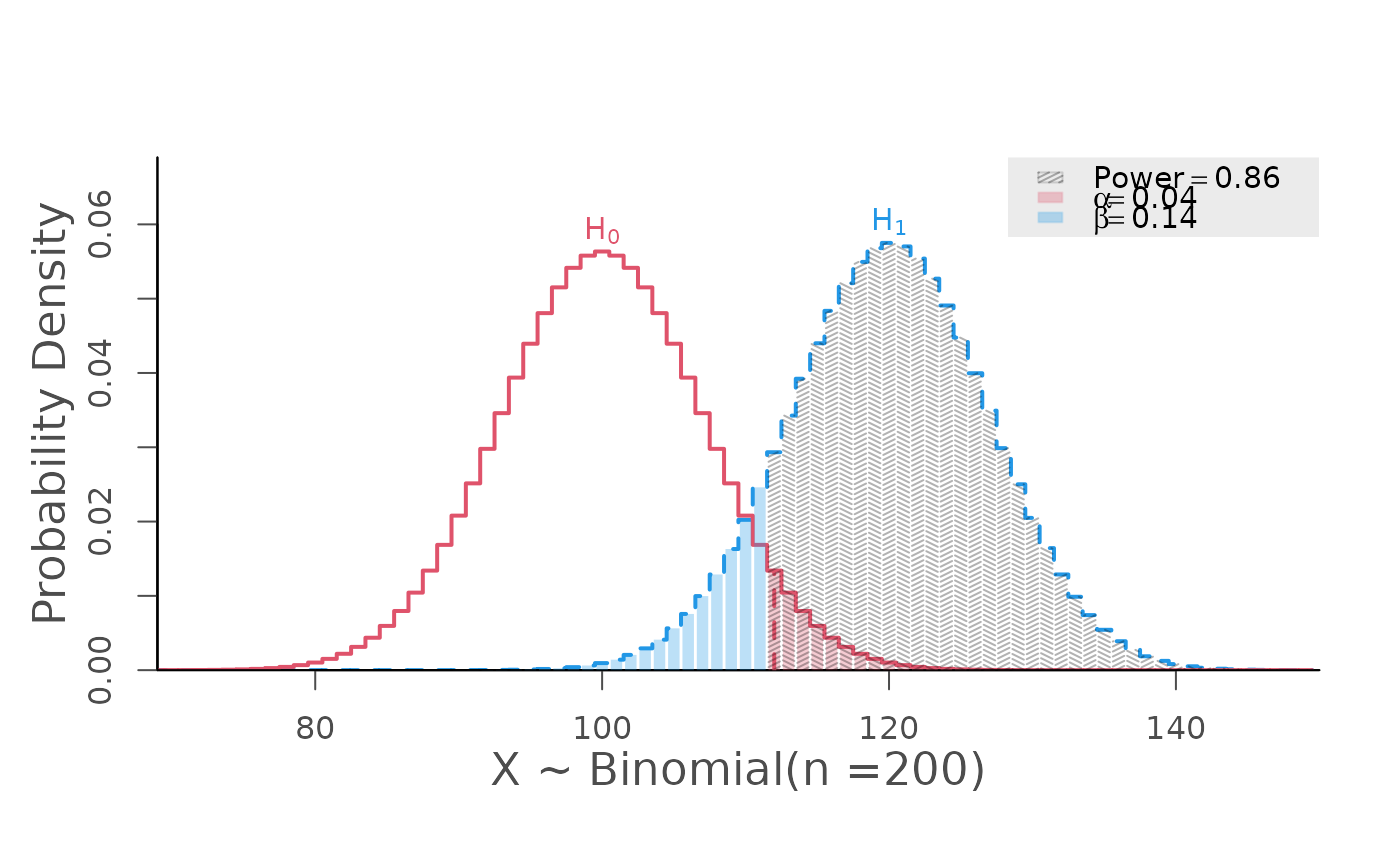 Power = 0.86
α = 0.04
β = 0.14
H0
H1
Probability Density
0.06
0.04
0.02
0.00
80 100 120 140
X ~ Binomial(n =200)